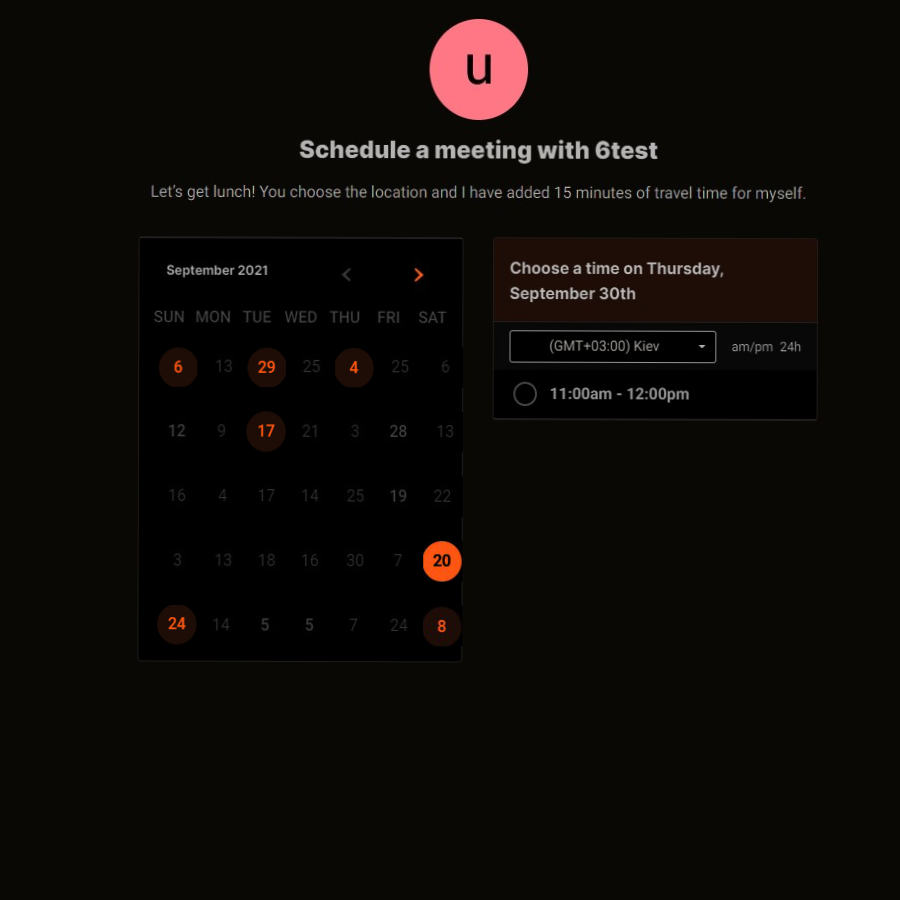 u
Schedule a meeting with 6test
Let's get lunch! You choose the location and I have added 15 minutes of travel time for myself.
September 2021
SUN MON TUE WED THU FRI SAT
6 13 29 25 4 25 6
12 9 17 21 3 28 13
16 4 17 14 25 19 22
3 13 18 16 30 7 20
24 14 5 5 7 24 8
Choose a time on Thursday,
September 30th
(GMT+03:00) Kiev am/pm 24h
11:00am - 12:00pm